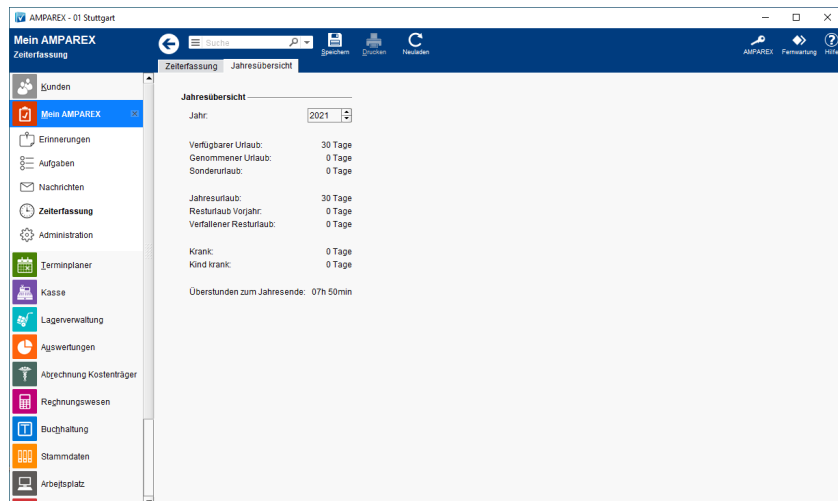 AMPAREX - 01 Stuttgart
Mein AMPAREX
Zeiterfassung
Suche
Speichern
Drucken
Neuladen
AMPAREX
Fernwartung
Hilfe
Zeiterfassung
Jahresübersicht
Kunden
Mein AMPAREX
Erinnerungen
Aufgaben
Nachrichten
Zeiterfassung
Administration
Terminplaner
Kasse
Lagerverwaltung
Auswertungen
Abrechnung Kostenträger
Rechnungswesen
Buchhaltung
Stammdaten
Arbeitsplatz
Jahresübersicht
Jahr: 2021
Verfügbarer Urlaub: 30 Tage
Genommener Urlaub: 0 Tage
Sonderurlaub: 0 Tage
Jahresurlaub: 30 Tage
Resturlaub Vorjahr: 0 Tage
Verfallener Resturlaub: 0 Tage
Krank: 0 Tage
Kind krank: 0 Tage
Überstunden zum Jahresende: 07h 50min